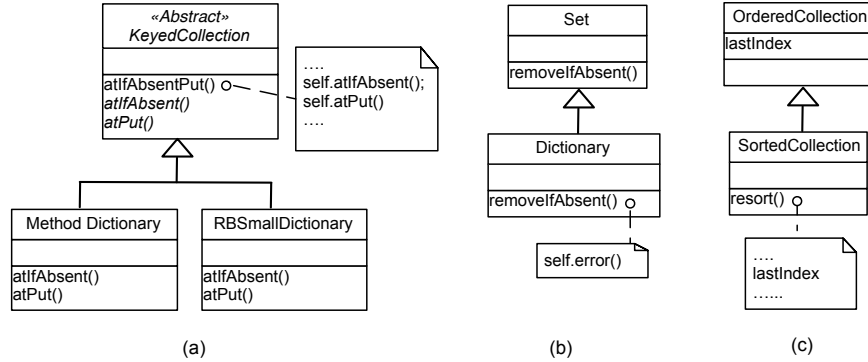 «Abstract»
KeyedCollection
atIfAbsentPut()
atIfAbsent()
atPut()
....
self.atIfAbsent();
self.atPut()
....
Method Dictionary
atIfAbsent()
atPut()
RBSmallDictionary
atIfAbsent()
atPut()
(a)
Set
removeIfAbsent()
Dictionary
removeIfAbsent()
self.error()
(b)
OrderedCollection
lastIndex
SortedCollection
resort()
....
lastIndex
......
(c)